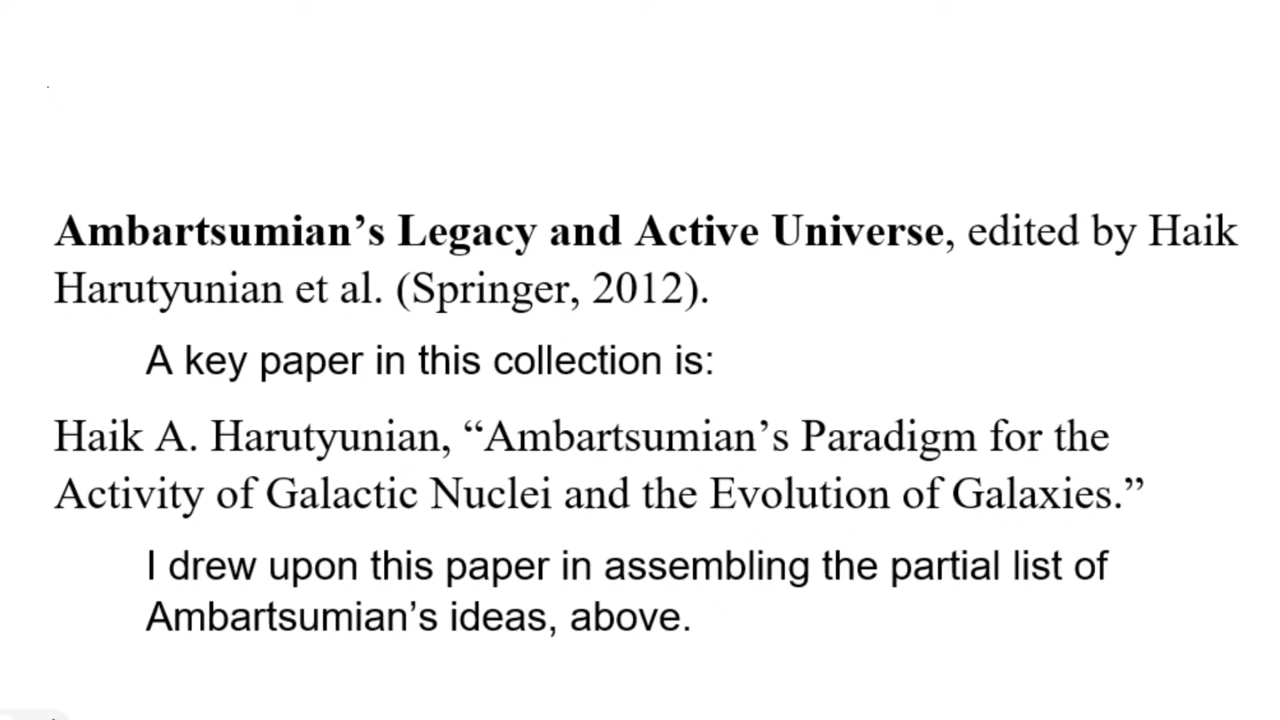 Ambartsumian’s Legacy and Active Universe, edited by Haik
Harutyunian et al. (Springer, 2012).
A key paper in this collection is:
Haik A. Harutyunian, “Ambartsumian’s Paradigm for the
Activity of Galactic Nuclei and the Evolution of Galaxies.”
I drew upon this paper in assembling the partial list of
Ambartsumian’s ideas, above.